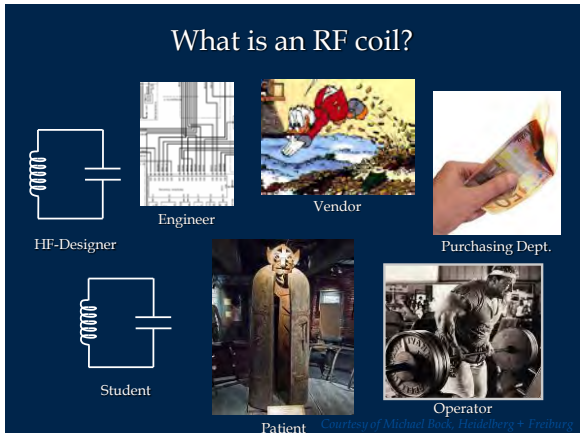 What is an RF coil?
HF-Designer
Engineer
Vendor
Purchasing Dept.
Student
Patient
Operator
Courtesy of Michael Bock, Heidelberg + Freiburg